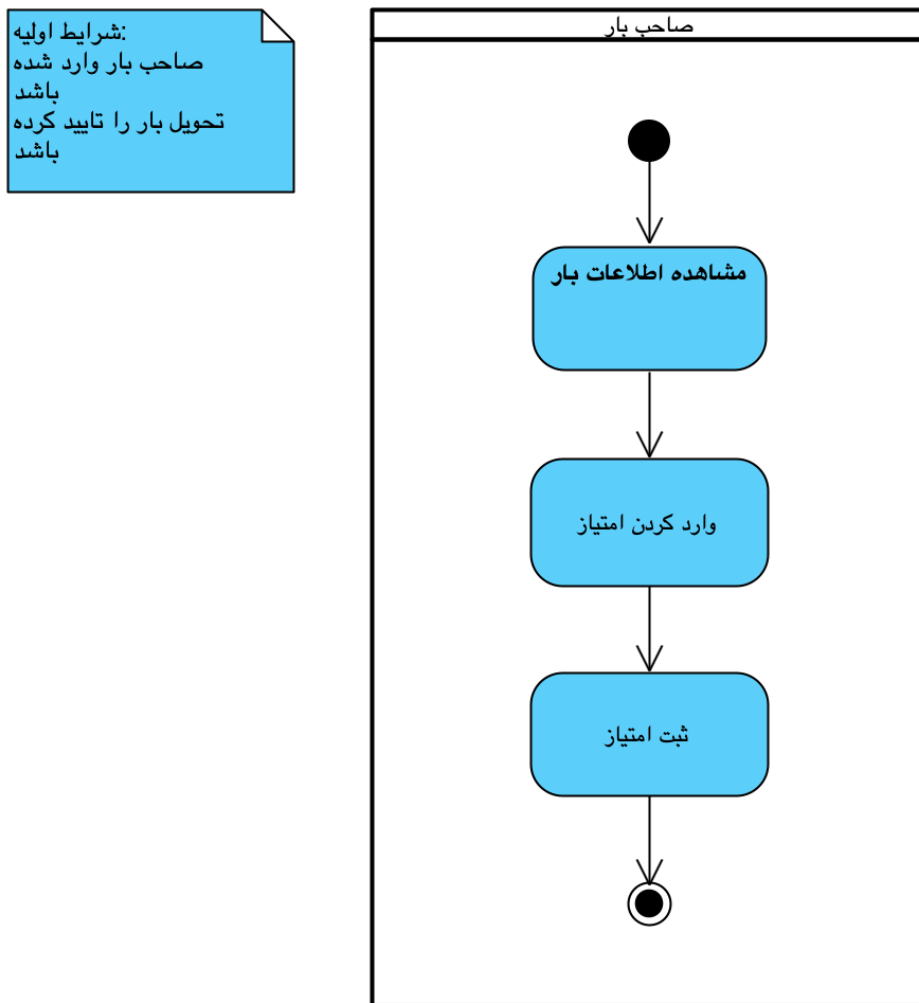 شرایط اولیه:
صاحب بار وارد شده
باشد
تحویل بار را تایید کرده
باشد
صاحب بار
مشاهده اطلاعات بار
وارد کردن امتیاز
ثبت امتیاز